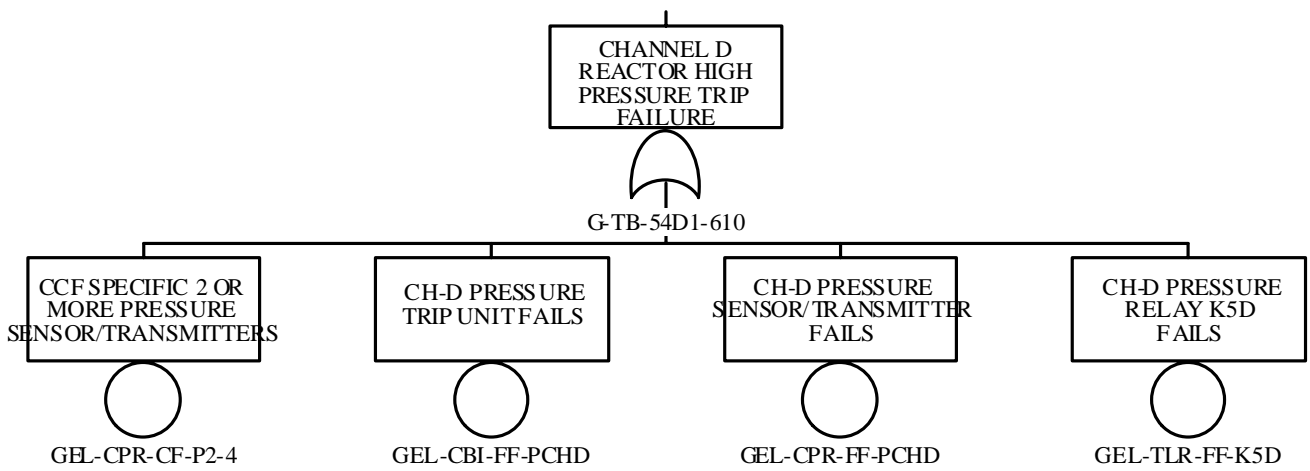 CHANNEL D
REACTOR HIGH
PRESSURE TRIP
FAILURE
G-TB-54D1-610
CCF SPECIFIC 2 OR
MORE PRESSURE
SENSOR/TRANSMITTERS
CH-D PRESSURE
TRIP UNIT FAILS
CH-D PRESSURE
SENSOR/TRANSMITTER
FAILS
CH-D PRESSURE
RELAY K5D
FAILS
GEL-CPR-CF-P2-4
GEL-CBI-FF-PCHD
GEL-CPR-FF-PCHD
GEL-TLR-FF-K5D